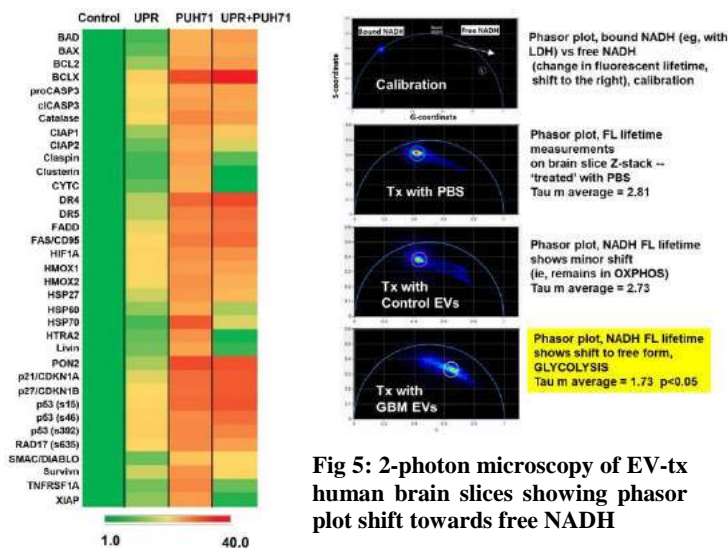 Control UPR PUH71 UPR+PUH71
BAD
BAX
BCL2
BCLX
proCASP3
clCASP3
Catalase
CIAP1
CIAP2
Claspin
Clusterin
CYTC
DR4
DR5
FADD
FAS/CD95
HIF1A
HMOX1
HMOX2
HSP27
HSP60
HSP70
HTRA2
Livin
PON2
p21/CDKN1A
p27/CDKN1B
p53 (s15)
p53 (s46)
p53 (s392)
RAD17 (s635)
SMAC/DIABLO
Survivn
TNFRSF1A
XIAP
1.0 40.0
Bound NADH
Free NADH
Calibration
S-coordinate
G-coordinate
Phasor plot, bound NADH (eg, with
LDH) vs free NADH
(change in fluorescent lifetime,
shift to the right), calibration
Tx with PBS
Phasor plot, FL lifetime
measurements
on brain slice Z-stack --
'treated' with PBS
Tau m average = 2.81
Tx with
Control EVs
Phasor plot, NADH FL lifetime
shows minor shift
(ie, remains in OXPHOS)
Tau m average = 2.73
Tx with
GBM EVs
Phasor plot, NADH FL lifetime
shows shift to free form,
GLYCOLYSIS
Tau m average = 1.73 p<0.05
Fig 5: 2-photon microscopy of EV-tx
human brain slices showing phasor
plot shift towards free NADH